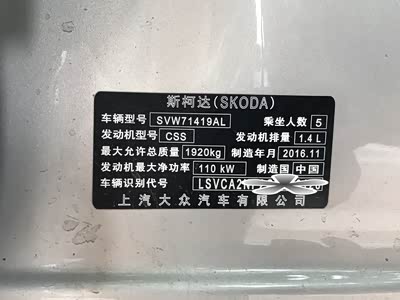 斯柯达(SKODA)
车辆型号 SVW71419AL 乘坐人数 5
发动机型号 CSS 发动机排量 1.4 L
最大允许总质量 1920kg 制造年月 2016.11
发动机最大净功率 110 kW 制造国 中国
车辆识别代号
上汽大众汽车有限公司